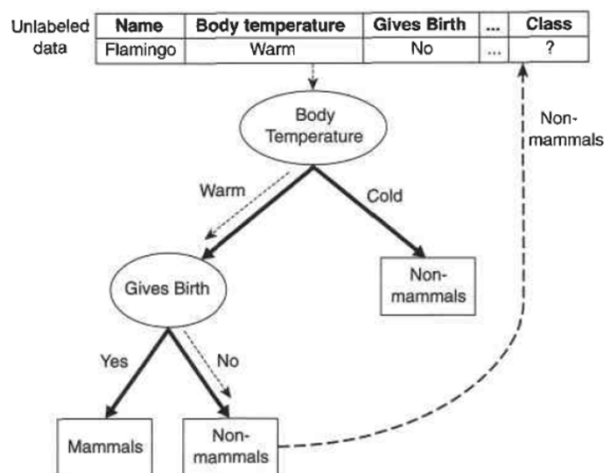 Unlabeled
data
Name Body temperature Gives Birth ... Class
Flamingo Warm No ... ?
Body
Temperature
Non-
mammals
Warm
Cold
Gives Birth
Non-
mammals
Yes
No
Mammals
Non-
mammals